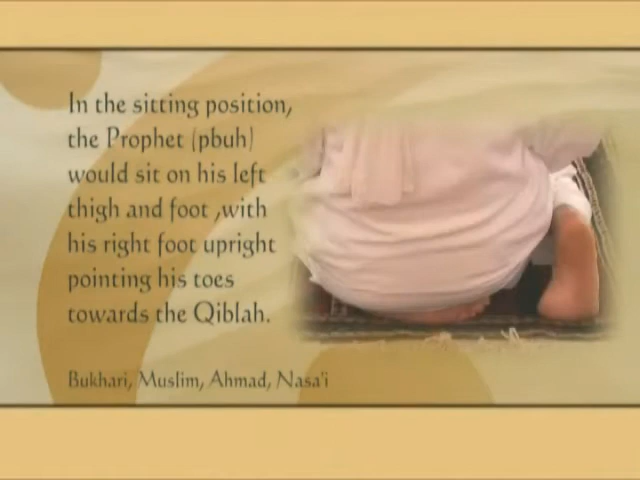 In the sitting position,
the Prophet (pbuh)
would sit on his left
thigh and foot ,with
his right foot upright
pointing his toes
towards the Qiblah.
Bukhari, Muslim, Ahmad, Nasa'i